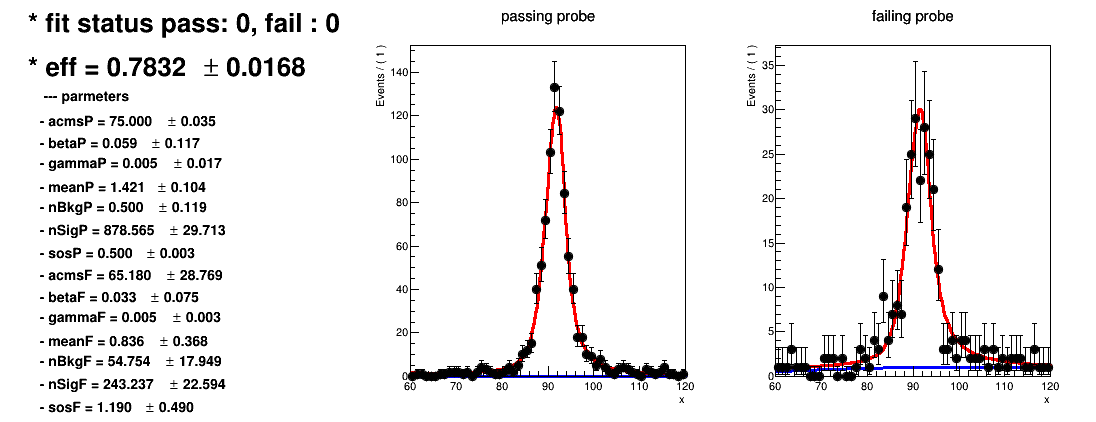 * fit status pass: 0, fail : 0
* eff = 0.7832 ± 0.0168
--- parmeters
- acmsP = 75.000 ± 0.035
- betaP = 0.059 ± 0.117
- gammaP = 0.005 ± 0.017
- meanP = 1.421 ± 0.104
- nBkgP = 0.500 ± 0.119
- nSigP = 878.565 ± 29.713
- sosP = 0.500 ± 0.003
- acmsF = 65.180 ± 28.769
- betaF = 0.033 ± 0.075
- gammaF = 0.005 ± 0.003
- meanF = 0.836 ± 0.368
- nBkgF = 54.754 ± 17.949
- nSigF = 243.237 ± 22.594
- sosF = 1.190 ± 0.490
passing probe
Events / ( 1 )
140
120
100
80
60
40
20
0
60 70 80 90 100 110 120
x
failing probe
Events / ( 1 )
35
30
25
20
15
10
5
0
60 70 80 90 100 110 120
x